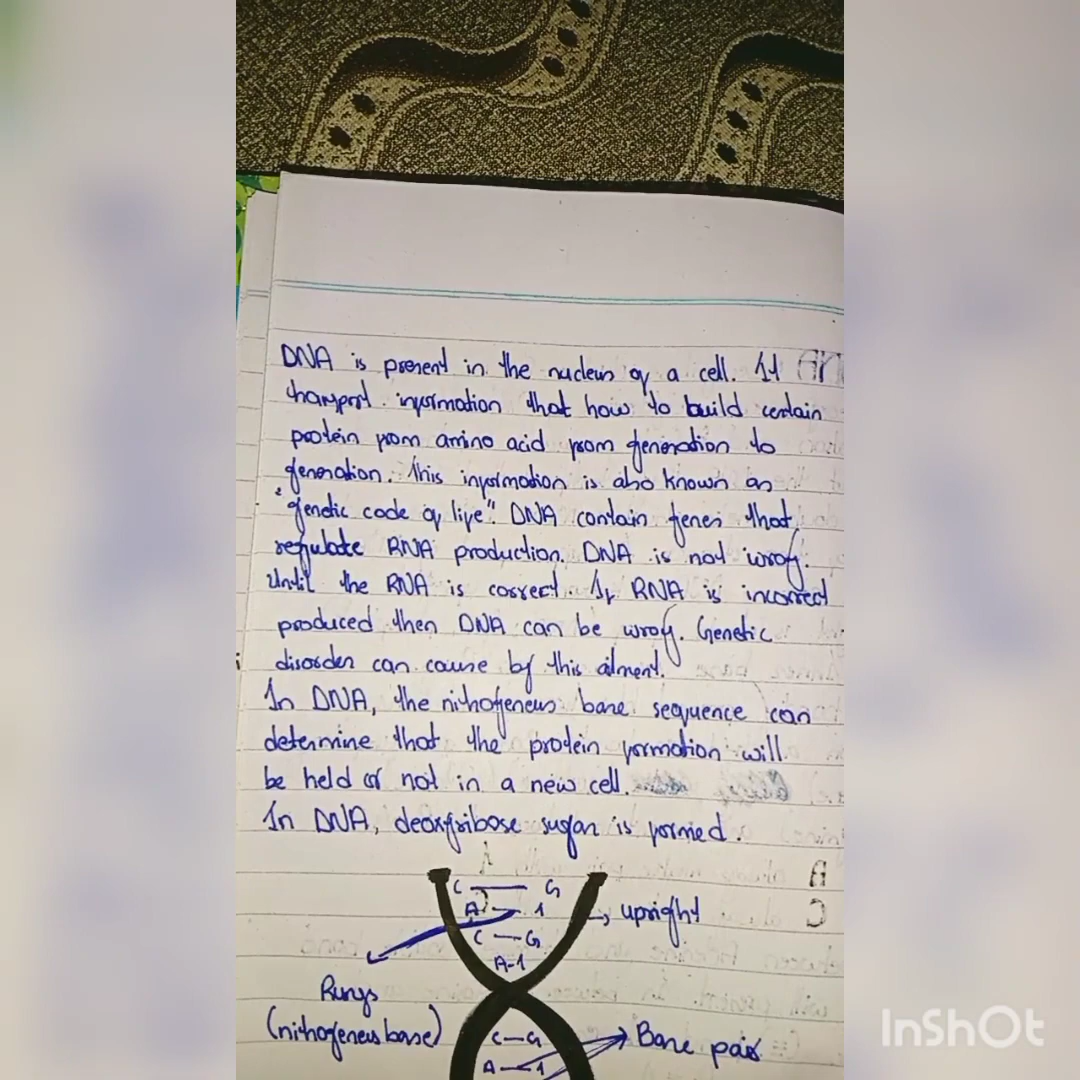 DNA is present in the nucleus of a cell. It
transport information that how to build certain
protein from amino acid from generation to
generation. This information is also known as
"genetic code of life". DNA contain genes that
regulate RNA production. DNA is not wrong.
Until the RNA is correct. If RNA is incorrect
produced then DNA can be wrong. Genetic
disorder can cause by this ailment.
In DNA, the nitrogeneus base sequence can
determine that the protein formation will
be held or not in a new cell.
In DNA, deoxyribose sugar is formed.
C — G
A — T
upright
C — G
A-T
Rungs
(nitrogeneus base)
C-G
Base pair
A-T
InShOt